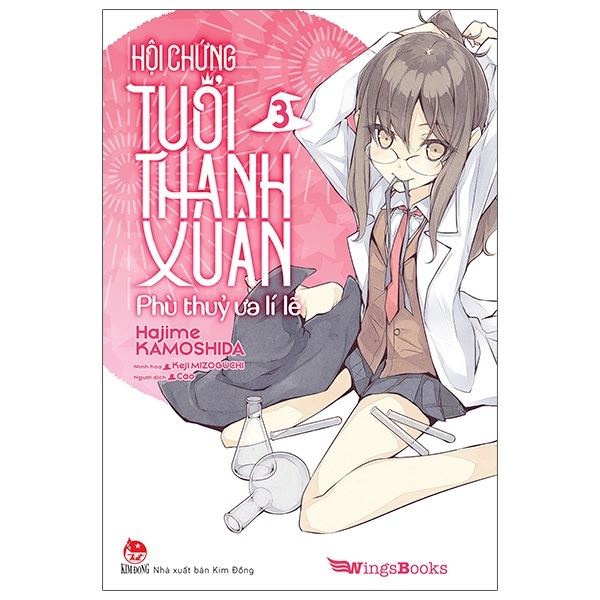 HỘI CHỨNG
TUỔI
3
THANH
XUÂN
Phù thuỷ ưa lí lẽ
Hajime
KAMOSHIDA
Minh hoạ Keji MIZOGUCHI
Người dịch Cáo
KIM ĐỒNG
Nhà xuất bản Kim Đồng
WingsBooks